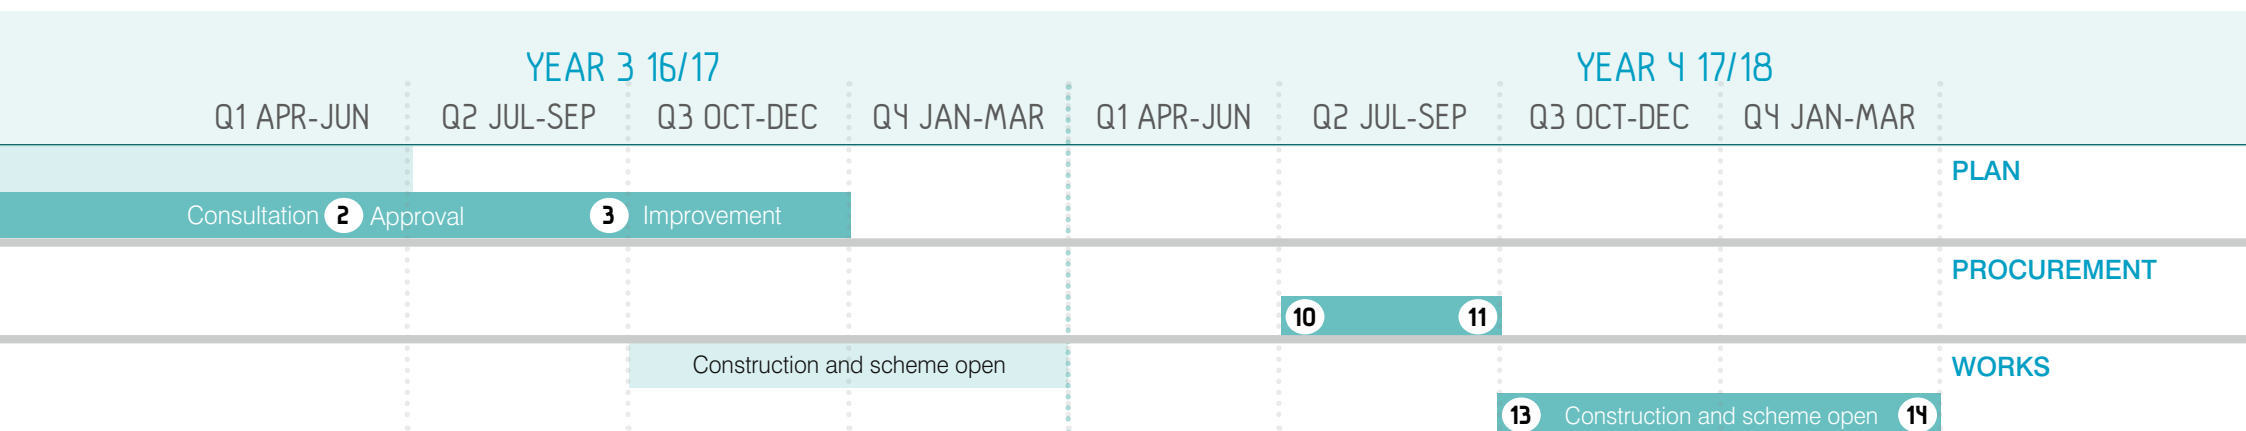 YEAR 3 16/17 YEAR 4 17/18
Q1 APR-JUN Q2 JUL-SEP Q3 OCT-DEC Q4 JAN-MAR Q1 APR-JUN Q2 JUL-SEP Q3 OCT-DEC Q4 JAN-MAR
PLAN
Consultation 2 Approval 3 Improvement
PROCUREMENT
10 11
Construction and scheme open WORKS
13 Construction and scheme open 14